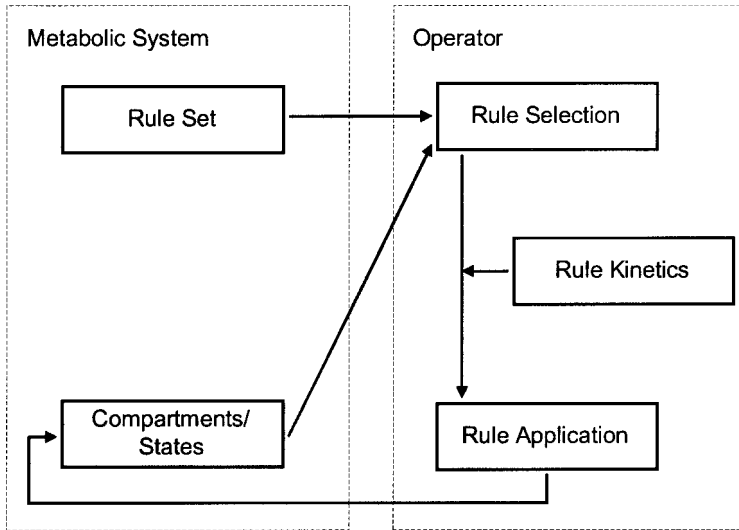 Metabolic System
Operator
Rule Set
Rule Selection
Rule Kinetics
Compartments/
States
Rule Application